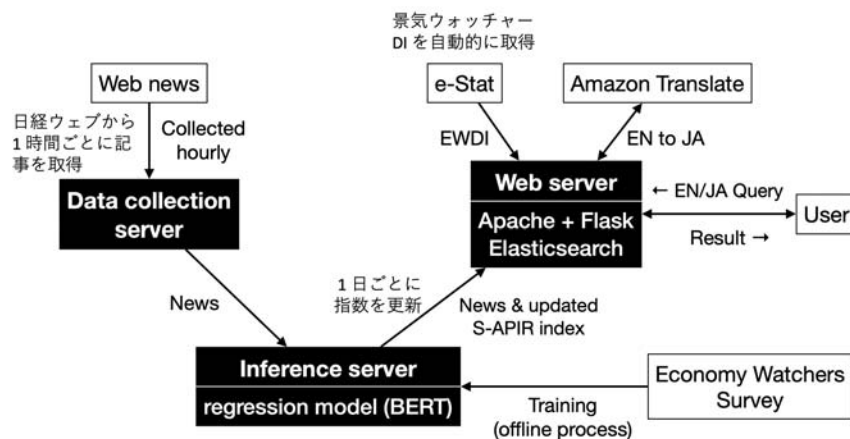 景気ウォッチャー
DI を自動的に取得
Web news
e-Stat
Amazon Translate
日経ウェブから
1 時間ごとに記
事を取得
Collected
hourly
EWDI
EN to JA
Data collection
server
Web server
Apache + Flask
Elasticsearch
← EN/JA Query
Result →
User
News
1 日ごとに
指数を更新
News & updated
S-APIR index
Inference server
regression model (BERT)
Training
(offline process)
Economy Watchers
Survey